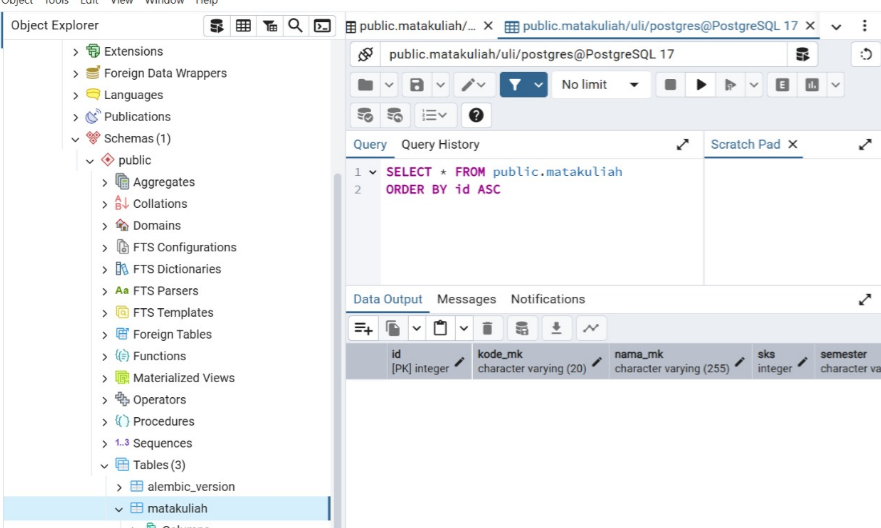 Object Tools Edit View Window Help
Object Explorer
Extensions
Foreign Data Wrappers
Languages
Publications
Schemas (1)
public
Aggregates
Collations
Domains
FTS Configurations
FTS Dictionaries
Aa FTS Parsers
FTS Templates
Foreign Tables
Functions
Materialized Views
Operators
Procedures
1..3 Sequences
Tables (3)
alembic_version
matakuliah
Columns
public.matakuliah/... public.matakuliah/uli/postgres@PostgreSQL 17
public.matakuliah/uli/postgres@PostgreSQL 17
No limit
E
Query Query History
Scratch Pad
1 SELECT * FROM public.matakuliah
2 ORDER BY id ASC
Data Output Messages Notifications
id kode_mk nama_mk sks semester
[PK] integer character varying (20) character varying (255) integer character va